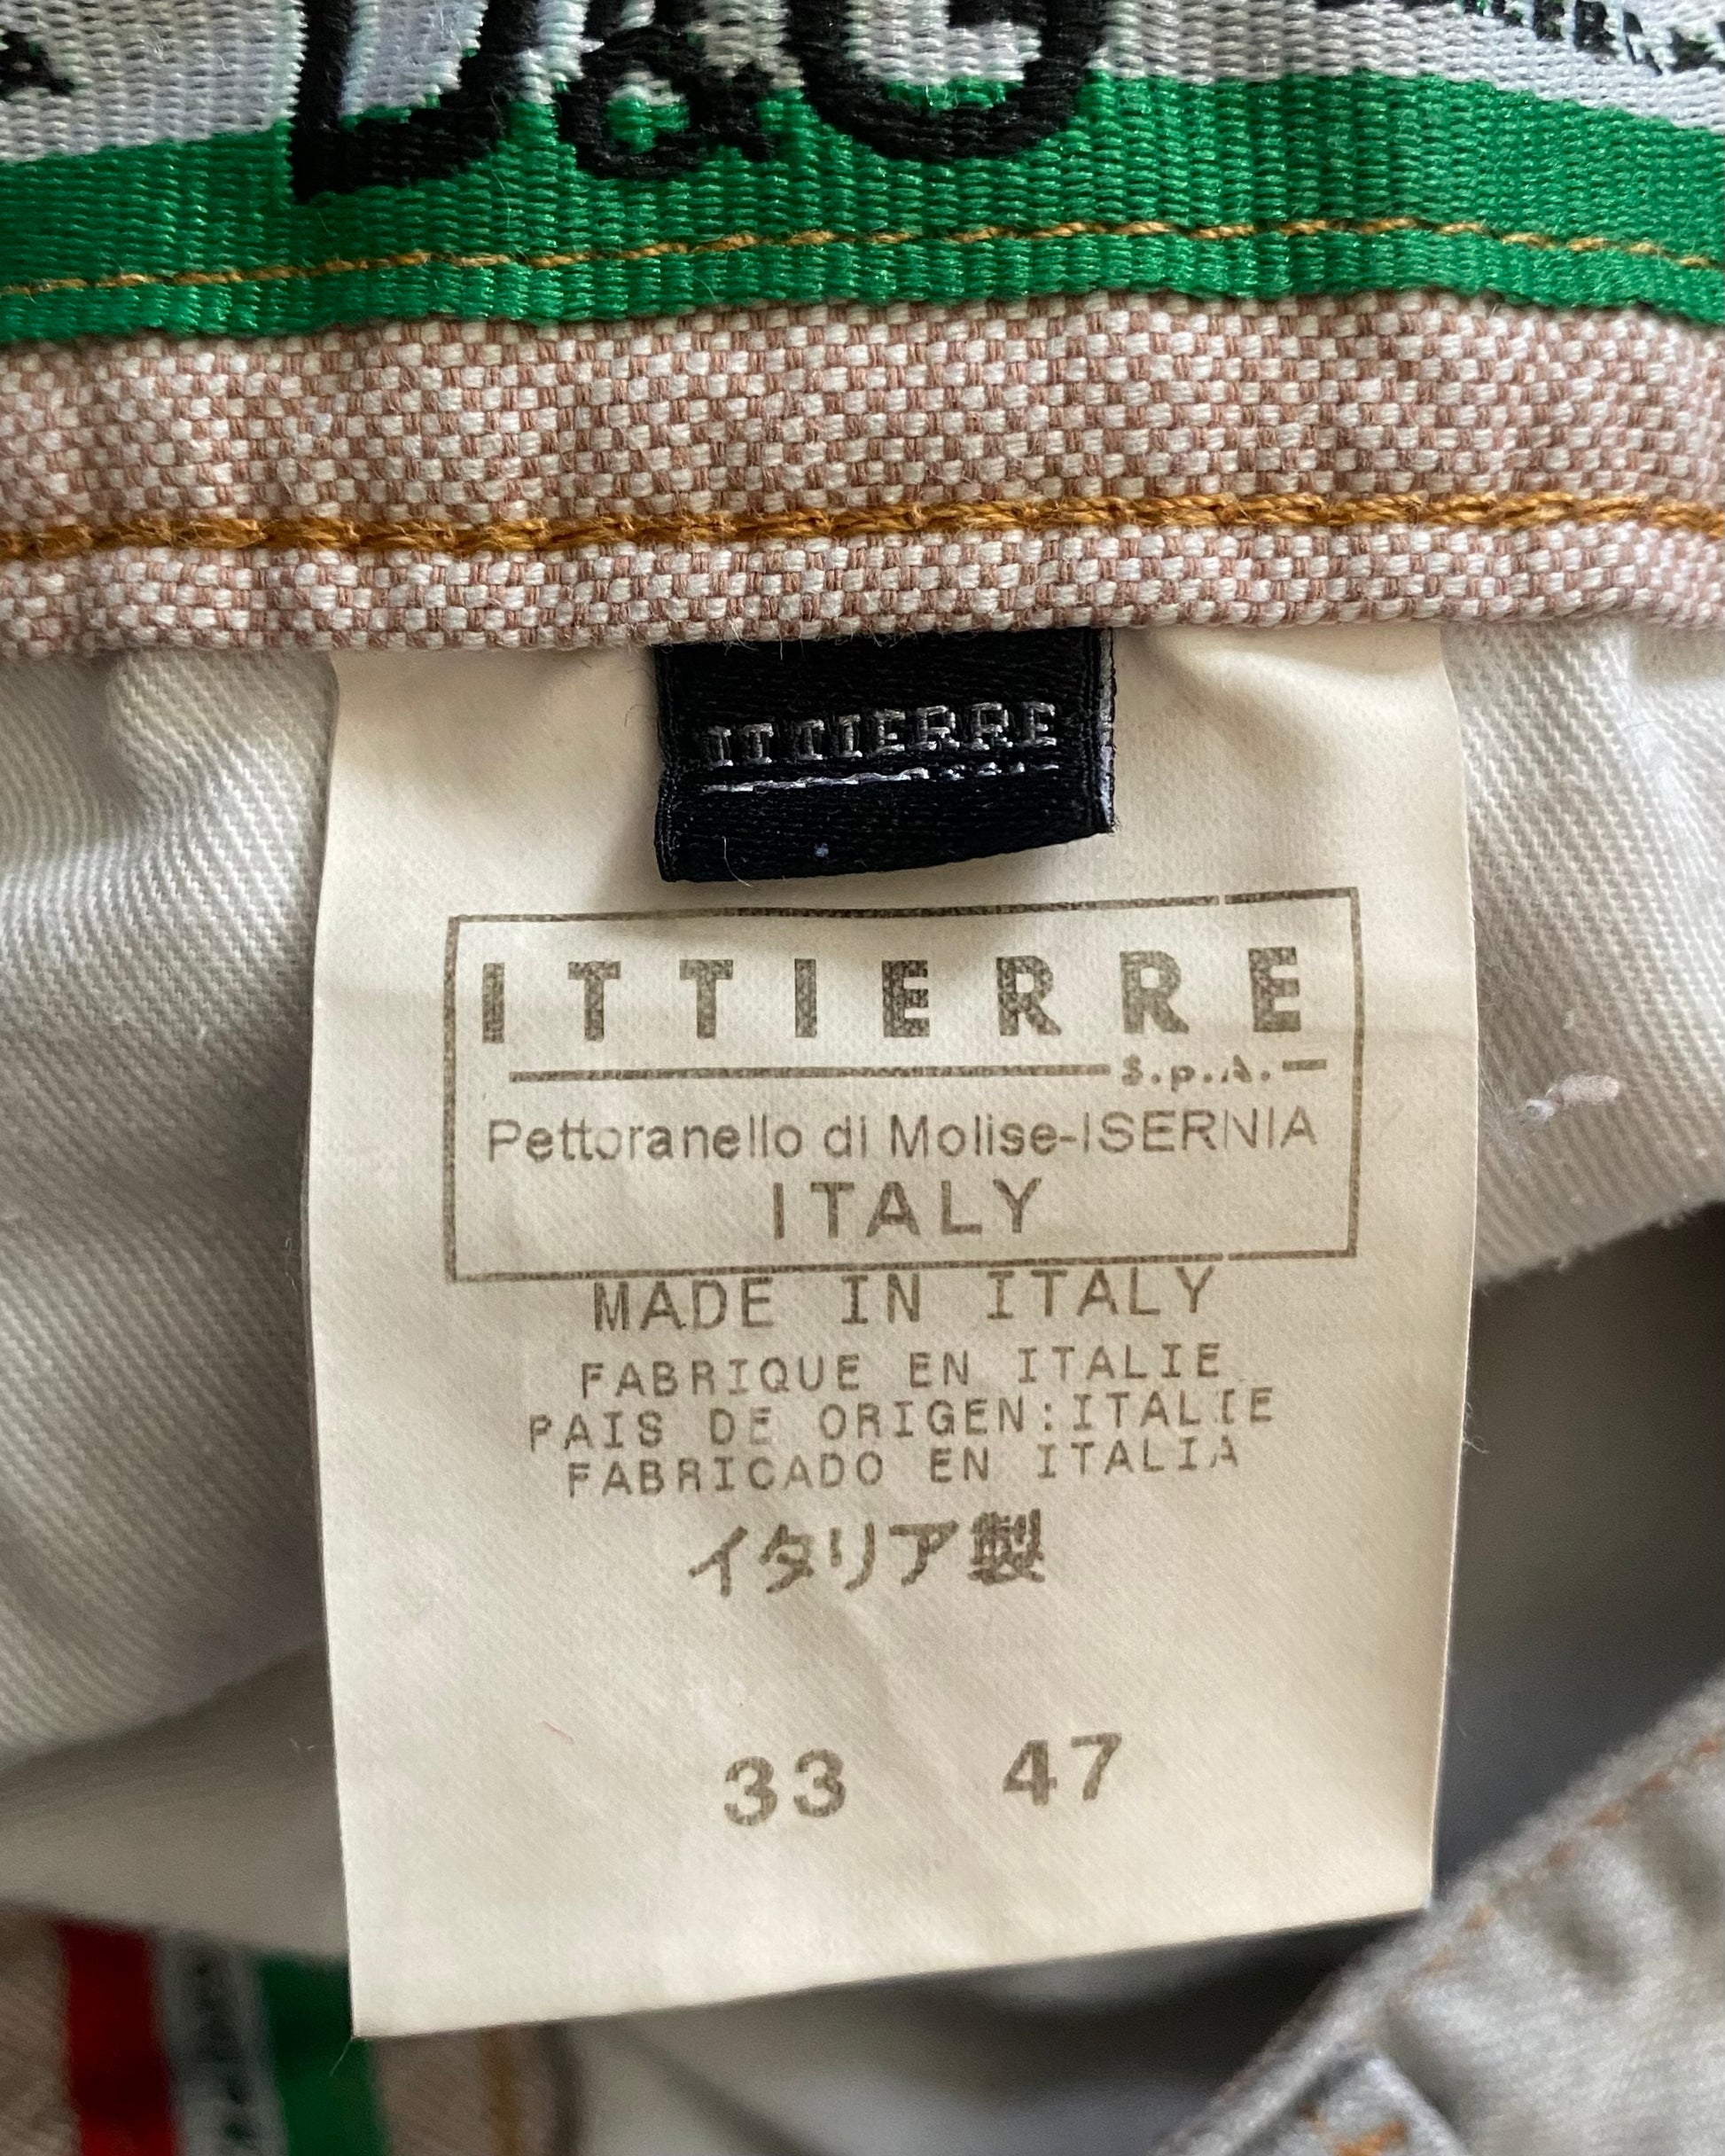 D&G
ITTIERRE
ITTIERRE
S.p.A.
Pettoranello di Molise-ISERNIA
ITALY
MADE IN ITALY
FABRIQUE EN ITALIE
PAIS DE ORIGEN:ITALIE
FABRICADO EN ITALIA
イタリア製
33 47